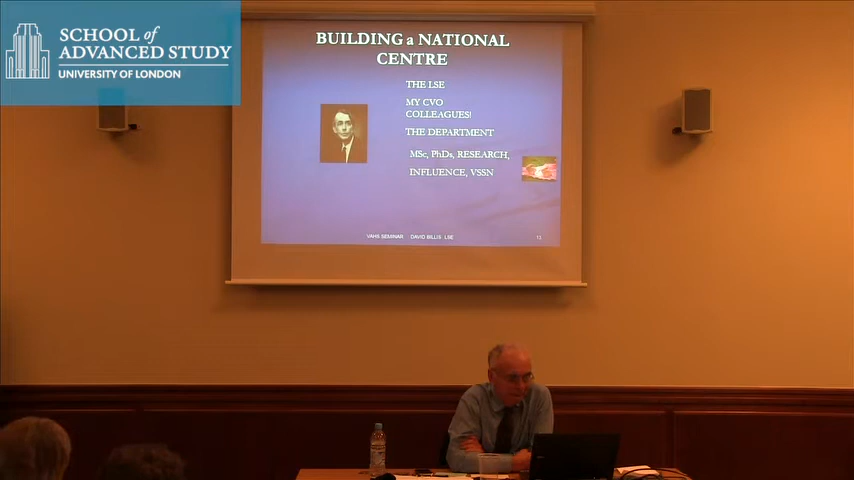 SCHOOL of
ADVANCED STUDY
UNIVERSITY OF LONDON
BUILDING a NATIONAL
CENTRE
THE LSE
MY CVO
COLLEAGUES!
THE DEPARTMENT
MSc, PhDs, RESEARCH,
INFLUENCE, VSSN
VAHS SEMINAR DAVID BILLIS LSE